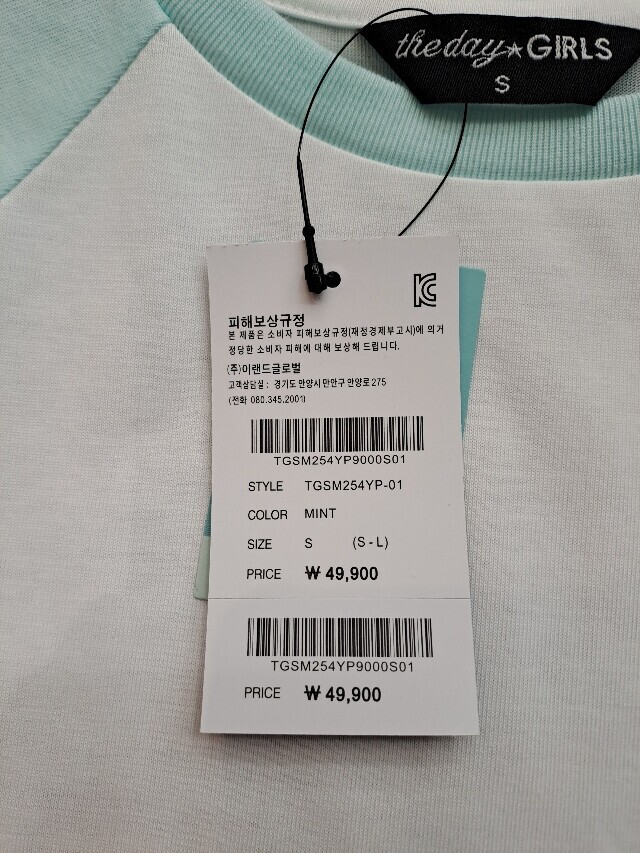 the day★GIRLS
S
피해보상규정
본 제품은 소비자 피해보상규정(재정경제부고시)에 의거
정당한 소비자 피해에 대해 보상해 드립니다.
(주)이랜드글로벌
고객상담실 : 경기도 안양시 만안구 안양로 275
(전화 080.345.2001)
TGSM254YP9000S01
STYLE TGSM254YP-01
COLOR MINT
SIZE S (S-L)
PRICE ₩ 49,900
TGSM254YP9000S01
PRICE ₩ 49,900